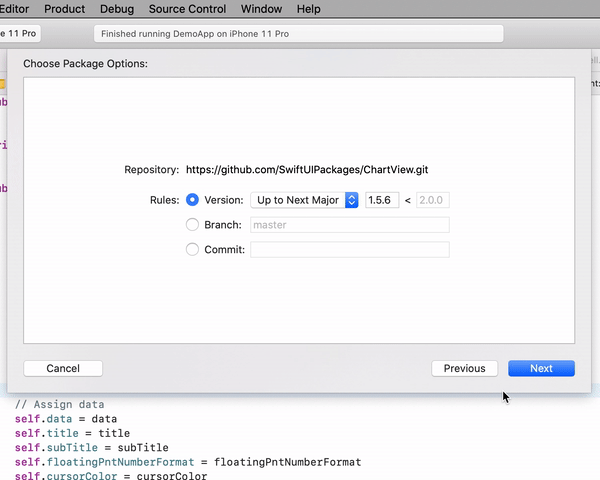 Editor Product Debug Source Control Window Help
e 11 Pro Finished running DemoApp on iPhone 11 Pro
Choose Package Options:
Repository: https://github.com/SwiftUIPackages/ChartView.git
Rules: Version: Up to Next Major 1.5.6 < 2.0.0
Branch: master
Commit:
Cancel Previous Next
// Assign data
self.data = data
self.title = title
self.subTitle = subTitle
self.floatingPntNumberFormat = floatingPntNumberFormat
self.cursorColor = cursorColor